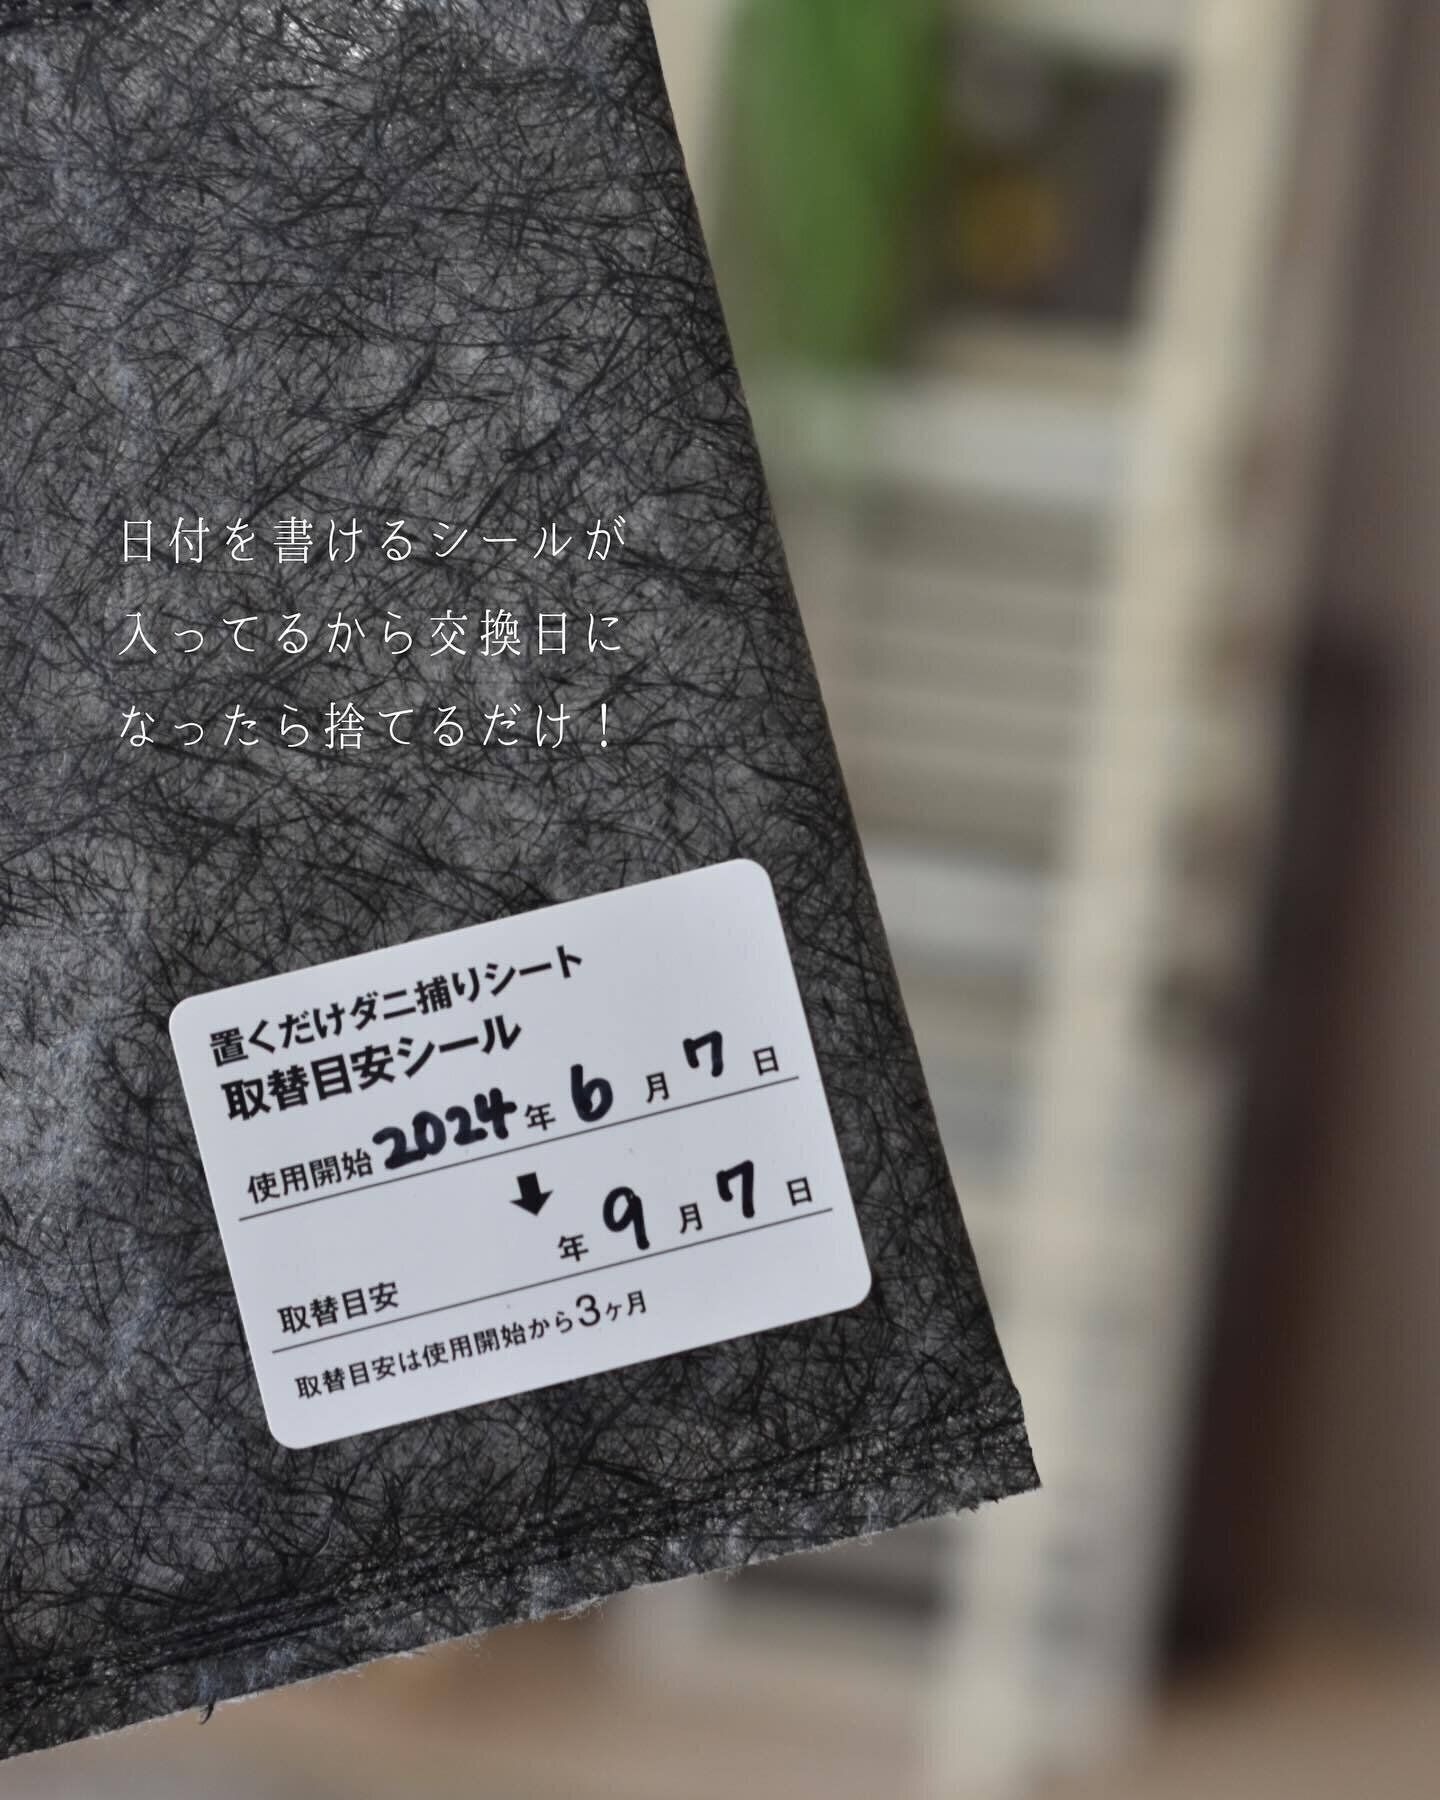 日付を書けるシールが
入ってるから交換日に
なったら捨てるだけ！
置くだけダニ捕りシート
取替目安シール
使用開始 2024年 6月 7日
⬇
取替目安 年 9月 7日
取替目安は使用開始から3ヶ月